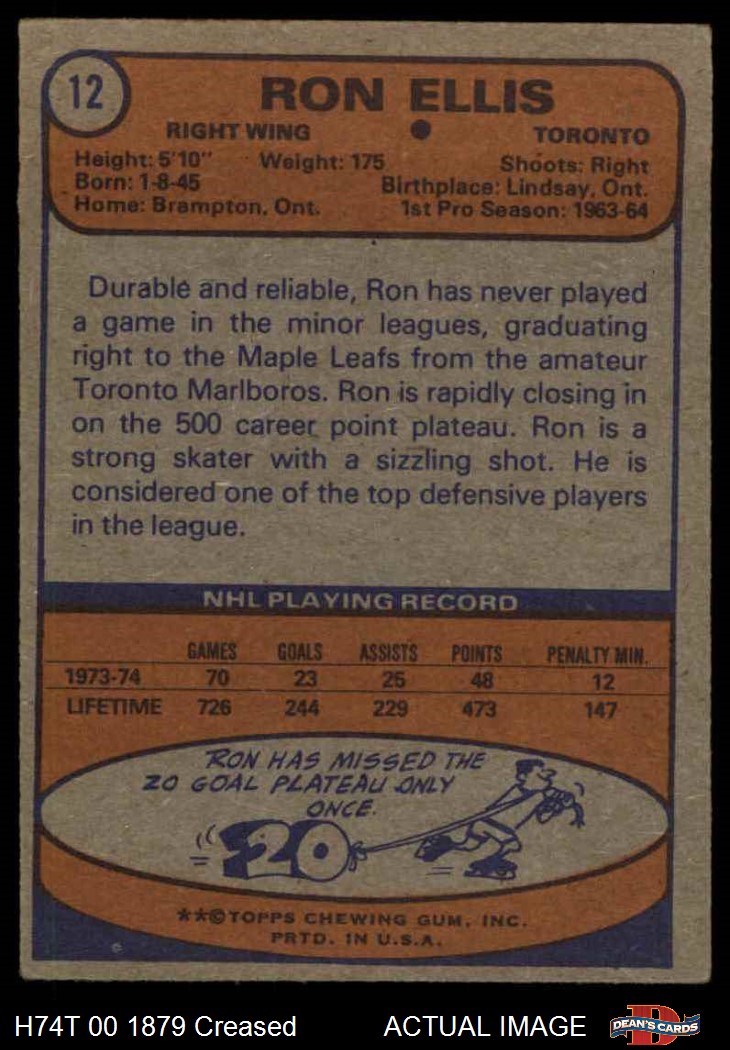 12
RON ELLIS
RIGHT WING ● TORONTO
Height: 5'10" Weight: 175 Shoots: Right
Born: 1-8-45 Birthplace: Lindsay, Ont.
Home: Brampton, Ont. 1st Pro Season: 1963-64
Durable and reliable, Ron has never played
a game in the minor leagues, graduating
right to the Maple Leafs from the amateur
Toronto Marlboros. Ron is rapidly closing in
on the 500 career point plateau. Ron is a
strong skater with a sizzling shot. He is
considered one of the top defensive players
in the league.
NHL PLAYING RECORD
GAMES GOALS ASSISTS POINTS PENALTY MIN.
1973-74 70 23 25 48 12
LIFETIME 726 244 229 473 147
RON HAS MISSED THE
20 GOAL PLATEAU ONLY
ONCE.
20
**©TOPPS CHEWING GUM, INC.
PRTD. IN U.S.A.
H74T 00 1879 Creased ACTUAL IMAGE
D DEAN'S CARDS